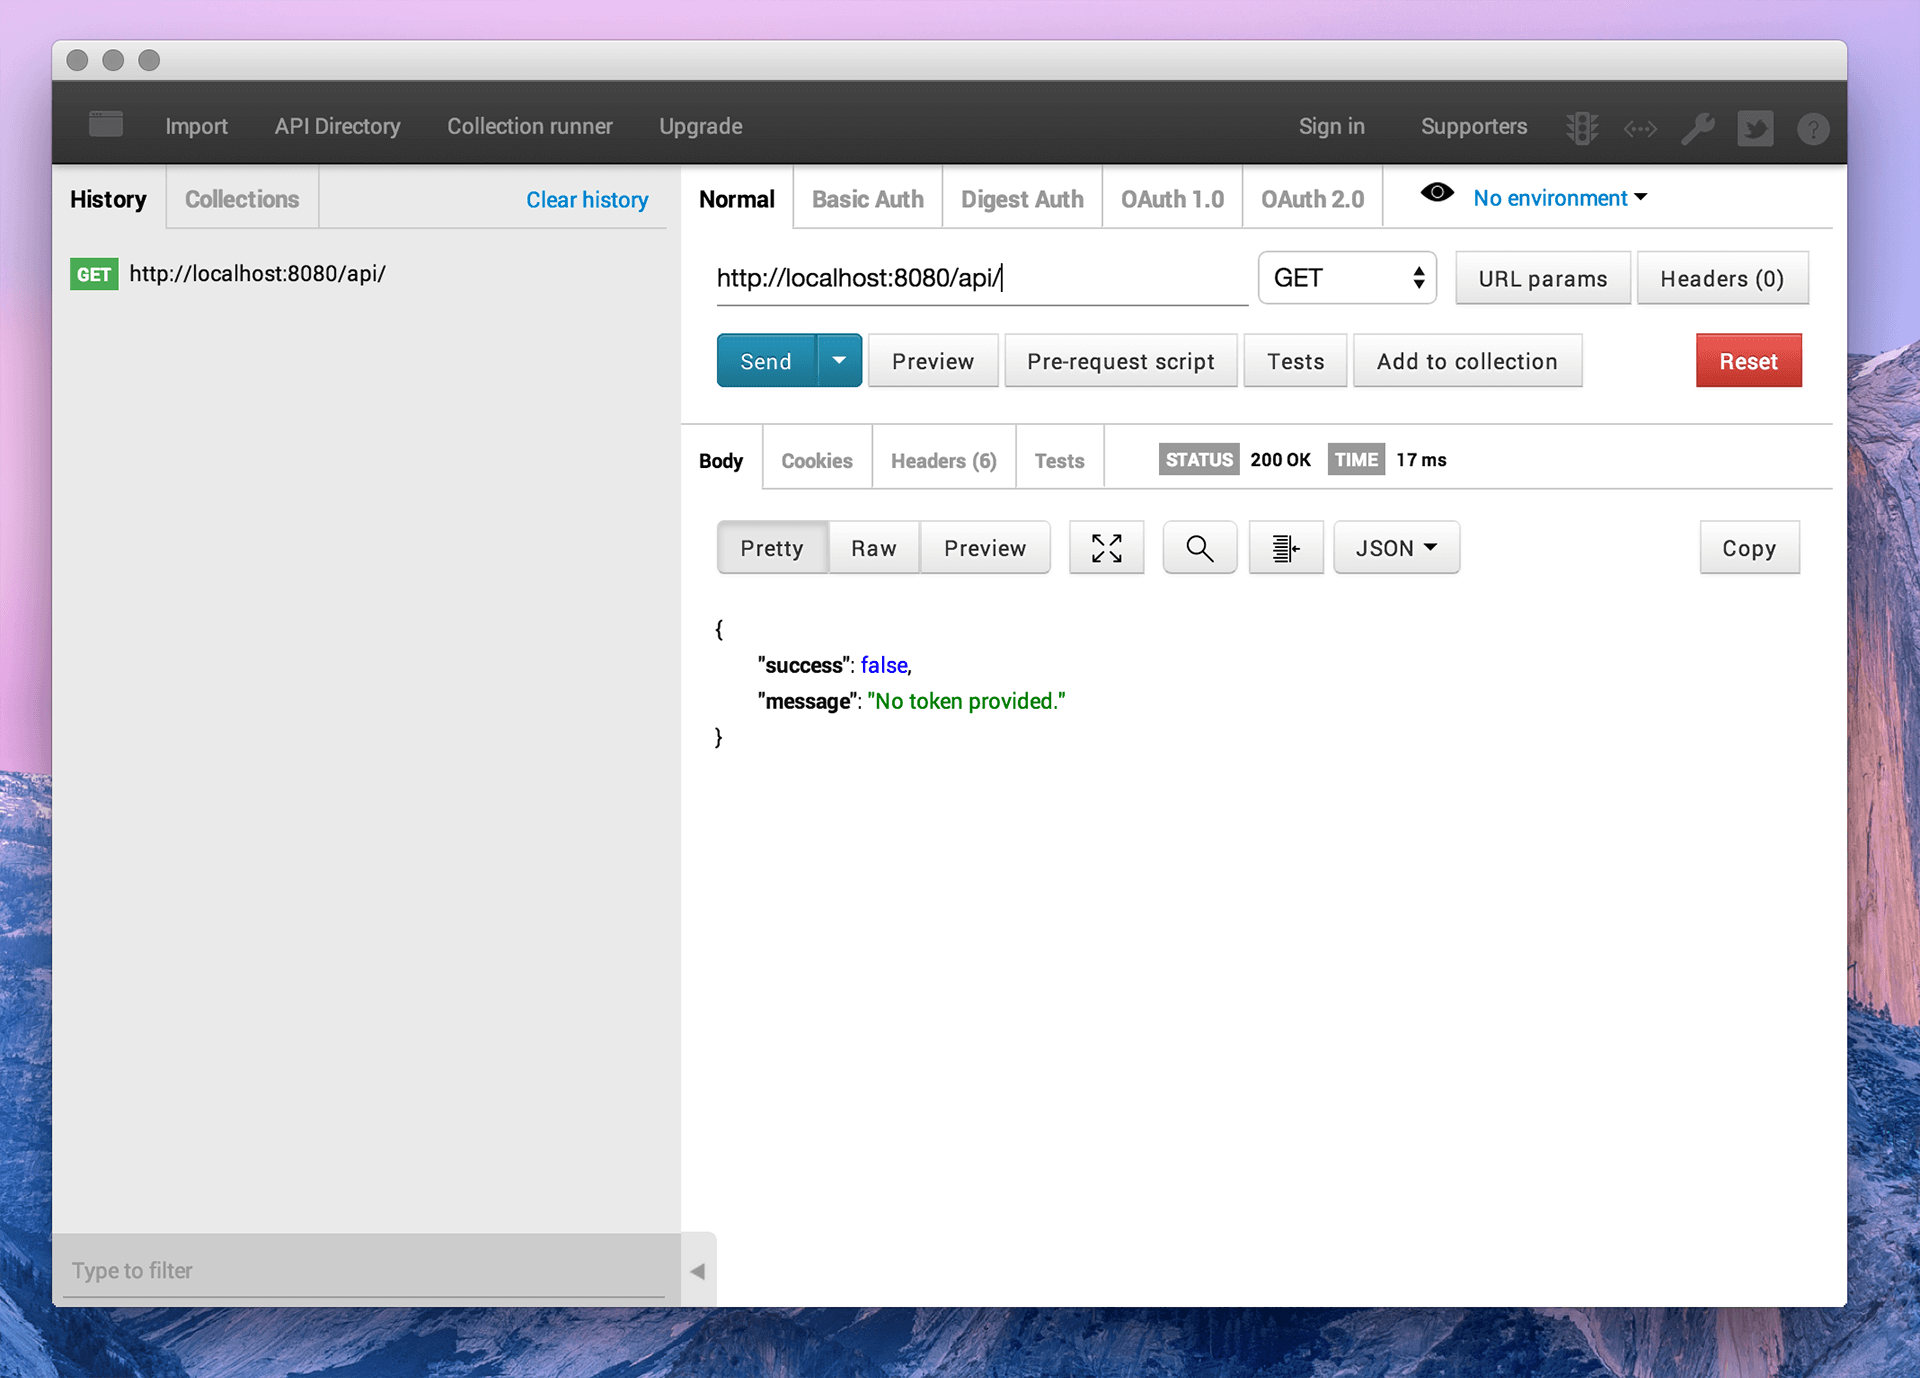 Import API Directory Collection runner Upgrade Sign in Supporters ?
History Collections Clear history
GET http://localhost:8080/api/
Type to filter
Normal Basic Auth Digest Auth OAuth 1.0 OAuth 2.0 No environment
http://localhost:8080/api/ GET URL params Headers (0)
Send Preview Pre-request script Tests Add to collection Reset
Body Cookies Headers (6) Tests STATUS 200 OK TIME 17 ms
Pretty Raw Preview JSON Copy
{
"success": false,
"message": "No token provided."
}